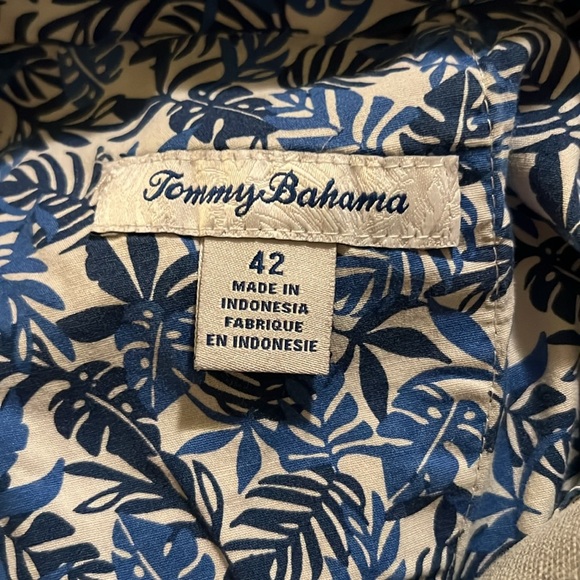 Tommy Bahama
42
MADE IN
INDONESIA
FABRIQUE
EN INDONESIE